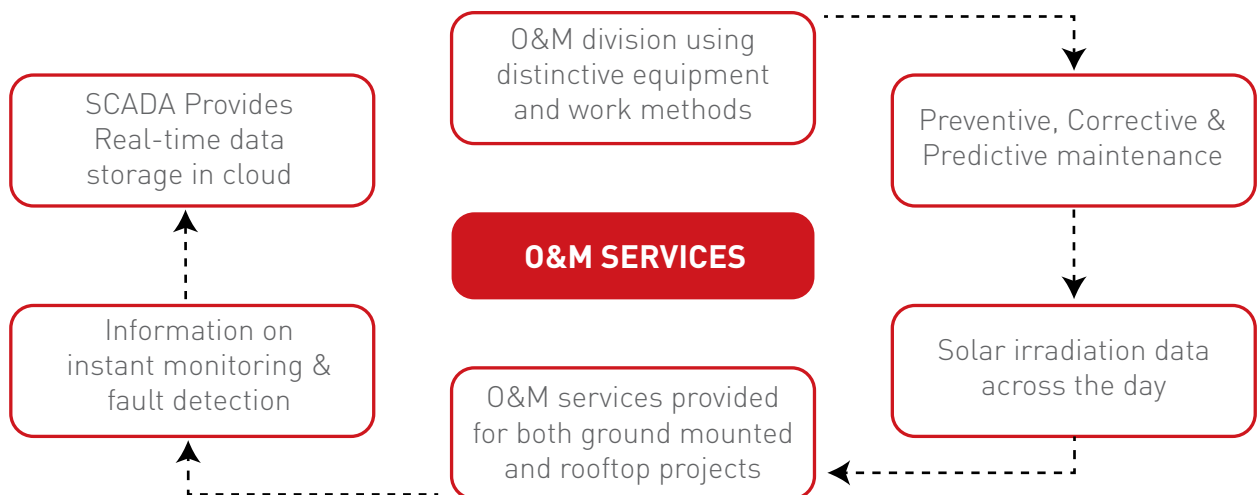 O&M division using
distinctive equipment
and work methods
SCADA Provides
Real-time data
storage in cloud
Preventive, Corrective &
Predictive maintenance
O&M SERVICES
Information on
instant monitoring &
fault detection
Solar irradiation data
across the day
O&M services provided
for both ground mounted
and rooftop projects